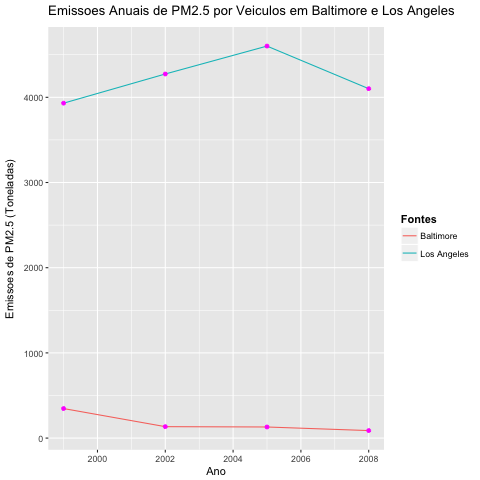 Emissoes Anuais de PM2.5 por Veiculos em Baltimore e Los Angeles
Emissoes de PM2.5 (Toneladas)
4000
3000
2000
1000
0
2000
2002
2004
2006
2008
Ano
Fontes
Baltimore
Los Angeles